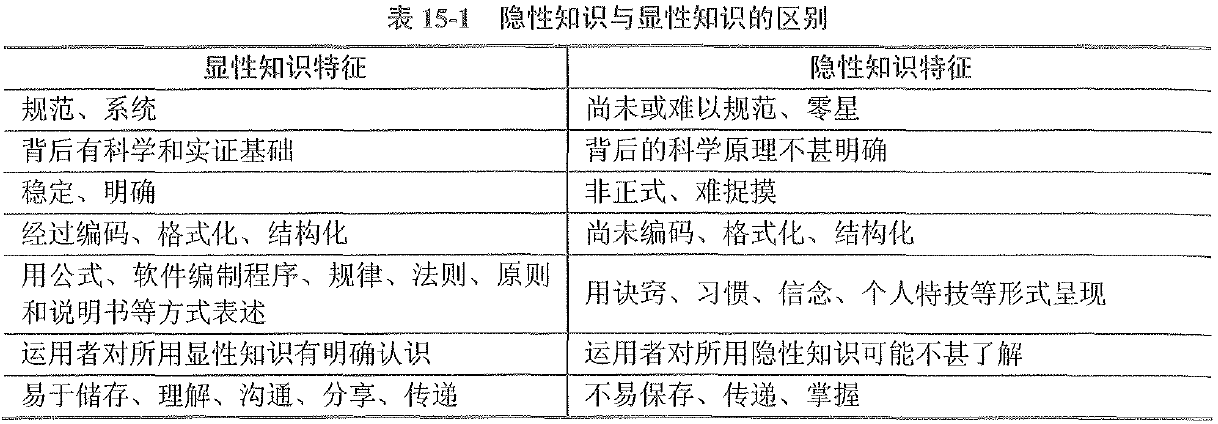 表 15-1 隐性知识与显性知识的区别
显性知识特征 隐性知识特征
规范、系统 尚未或难以规范、零星
背后有科学和实证基础 背后的科学原理不甚明确
稳定、明确 非正式、难捉摸
经过编码、格式化、结构化 尚未编码、格式化、结构化
用公式、软件编制程序、规律、法则、原则
和说明书等方式表述 用诀窍、习惯、信念、个人特技等形式呈现
运用者对所用显性知识有明确认识 运用者对所用隐性知识可能不甚了解
易于储存、理解、沟通、分享、传递 不易保存、传递、掌握